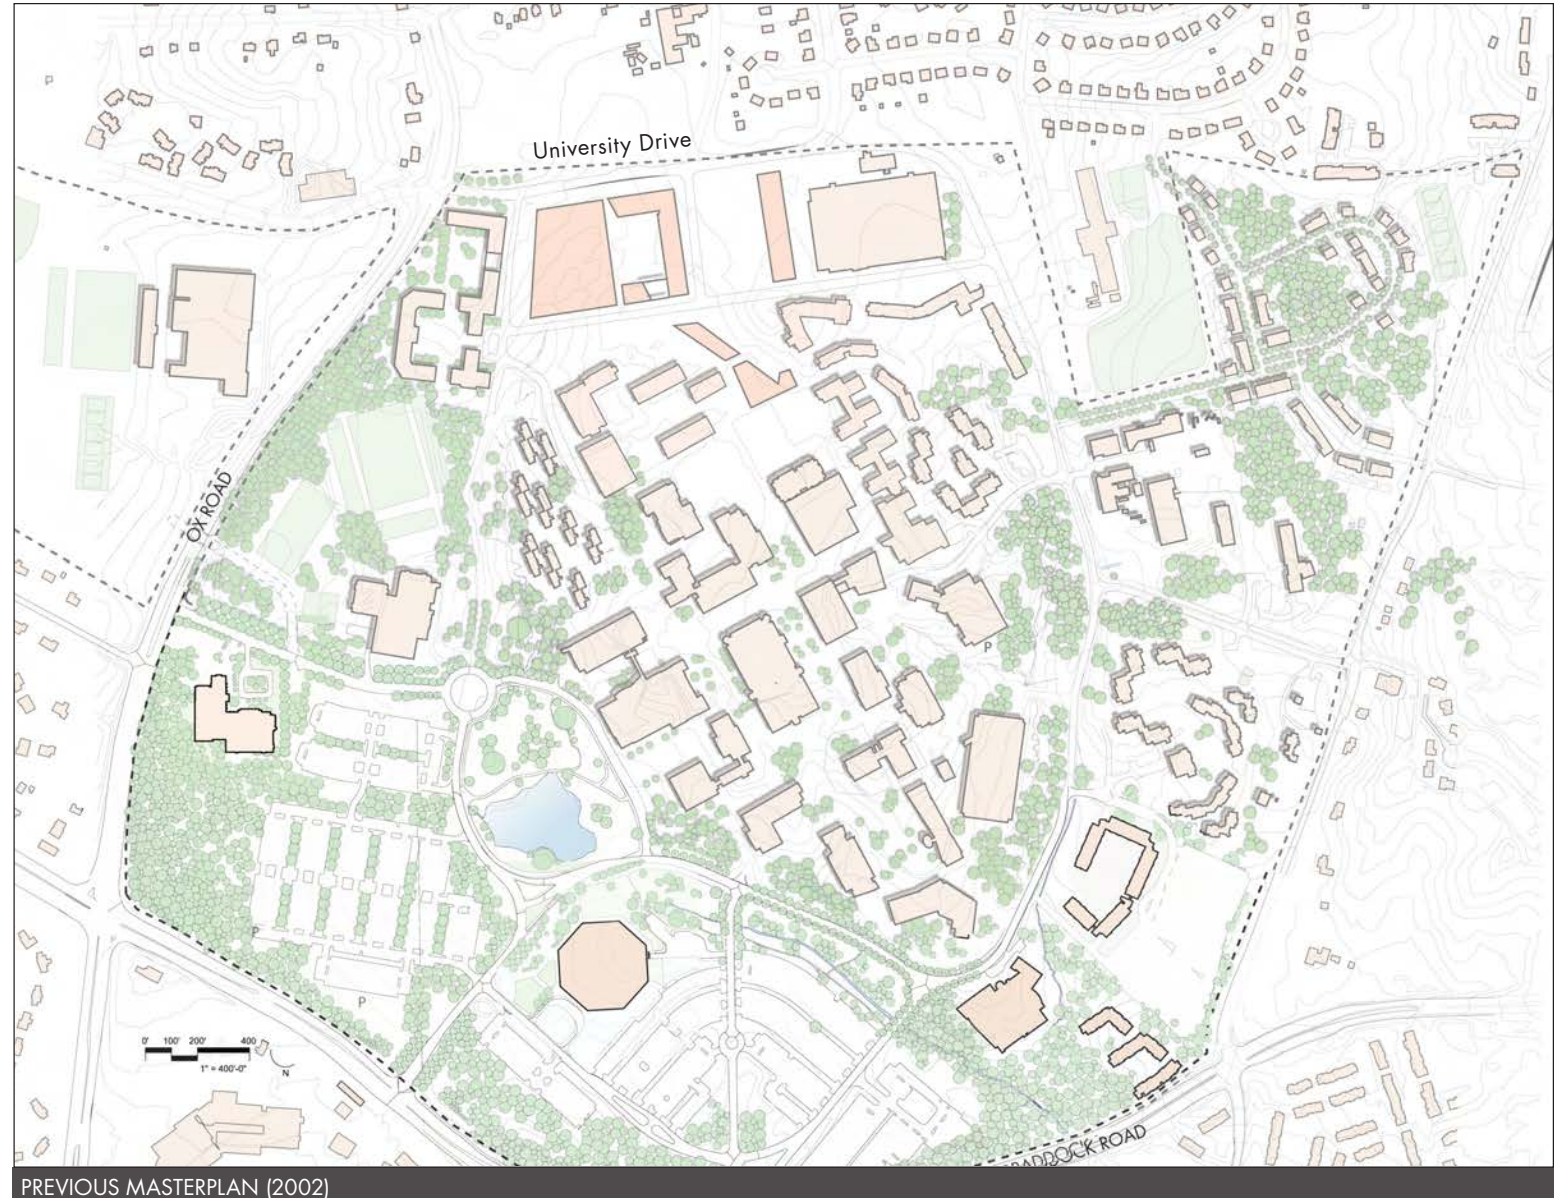 University Drive
OX ROAD
P
P
P
0' 100' 200' 400
1" = 400'-0"
N
BRADDOCK ROAD
PREVIOUS MASTERPLAN (2002)